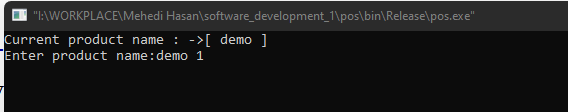 "I:\WORKPLACE\Mehedi Hasan\software_development_1\pos\bin\Release\pos.exe"
Current product name : ->[ demo ]
Enter product name:demo 1